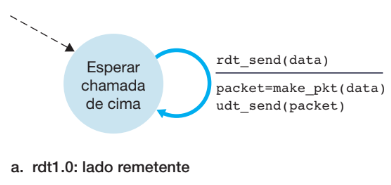 Esperar
chamada
de cima
rdt_send(data)
packet=make_pkt(data)
udt_send(packet)
a. rdt1.0: lado remetente